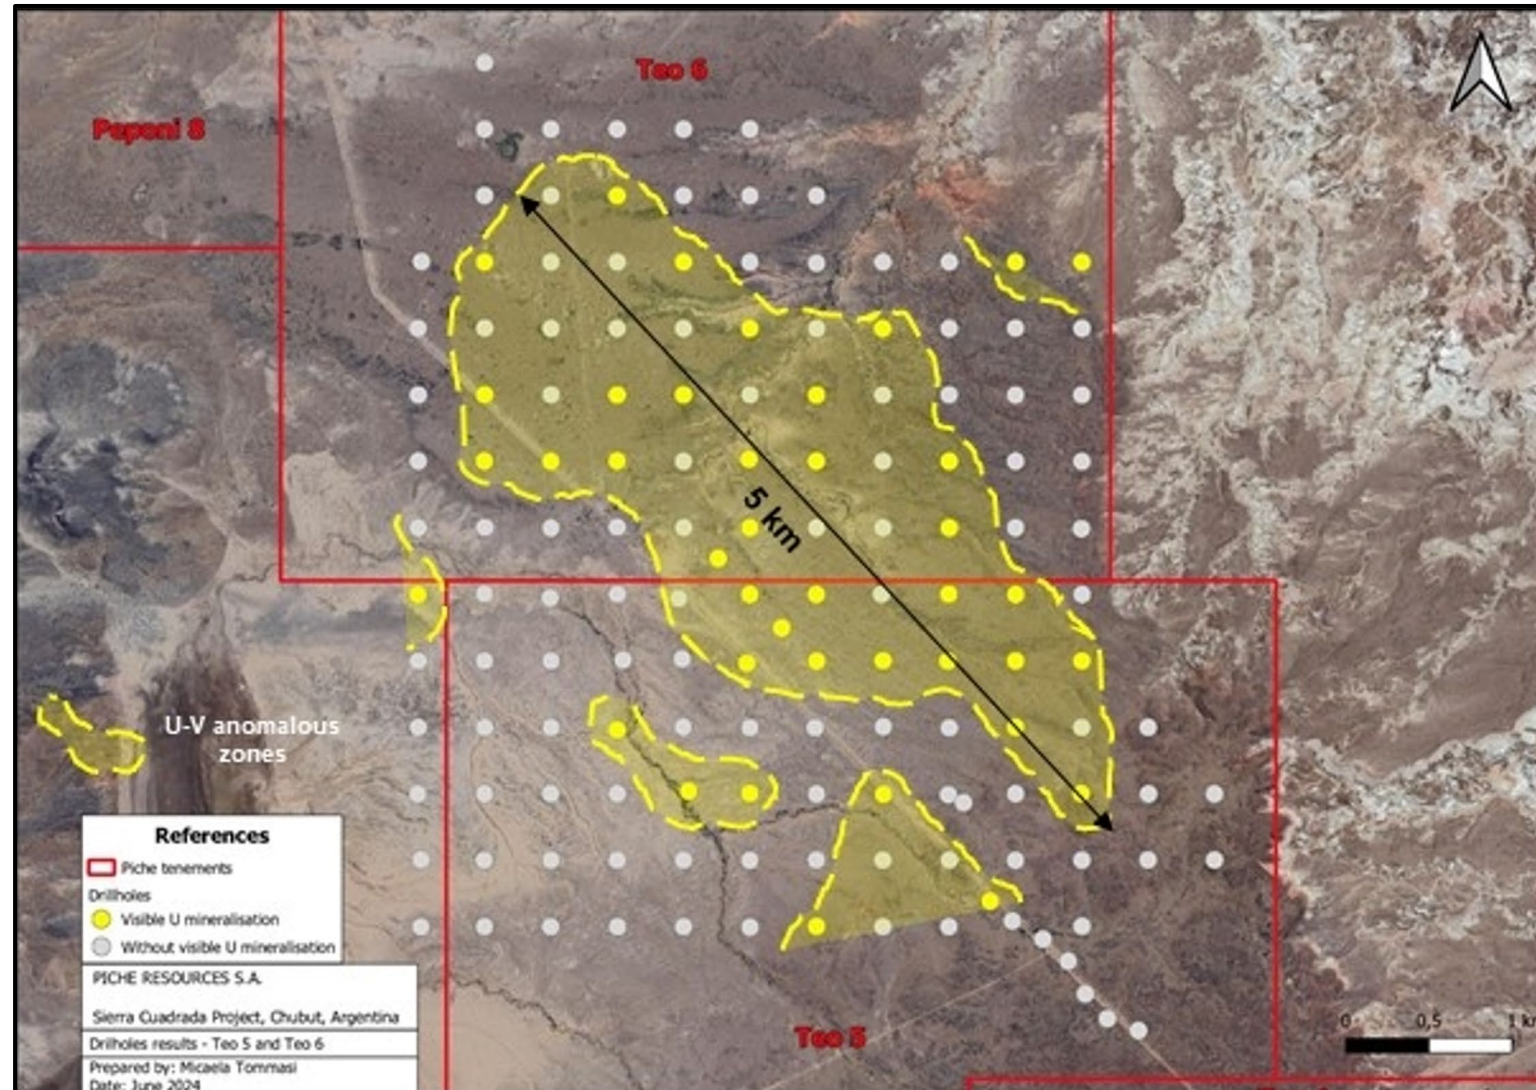 Teo 6
Peponi 8
5 km
U-V anomalous
zones
References
Piche tenements
Drillholes
Visible U mineralisation
Without visible U mineralisation
PICHE RESOURCES S.A.
Sierra Cuadrada Project, Chubut, Argentina
Drilholes results - Teo 5 and Teo 6
Prepared by: Micaela Tommasi
Date: June 2024
Teo 5
0 0,5 1 k